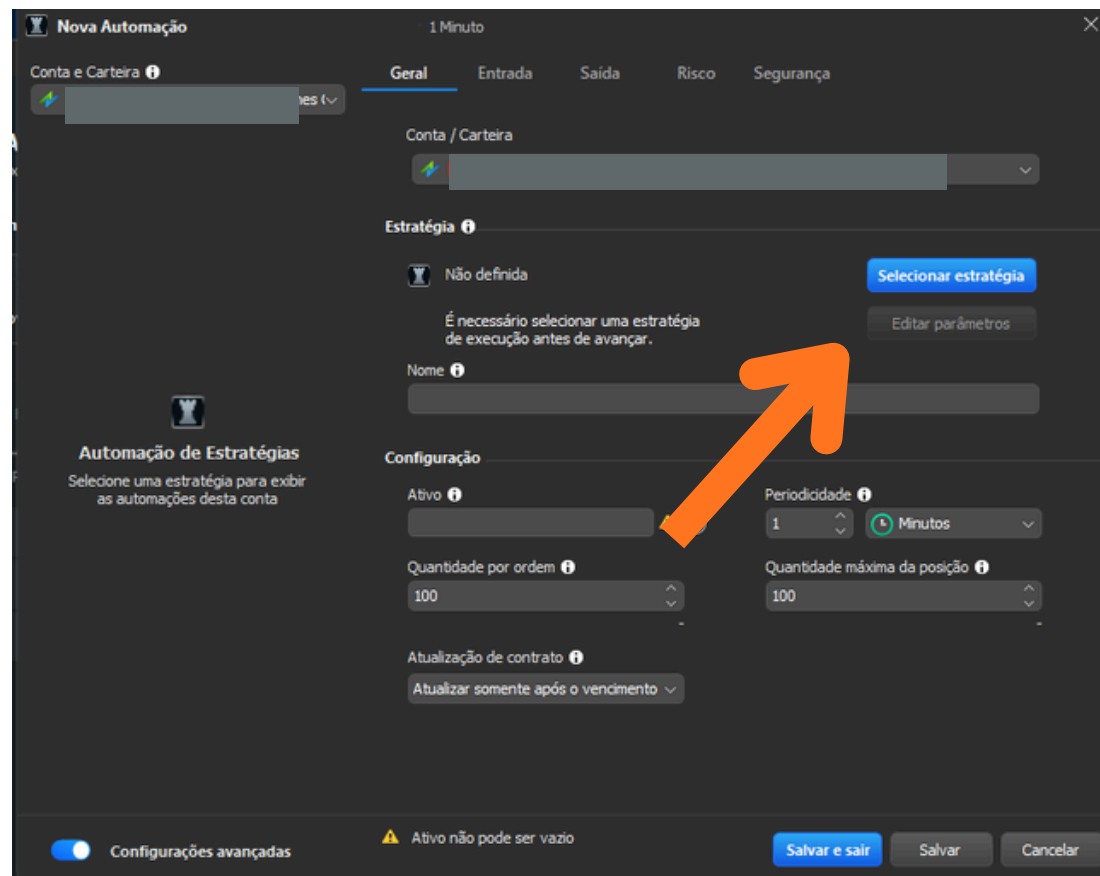 Nova Automação
1 Minuto
Conta e Carteira
Geral Entrada Saída Risco Segurança
Conta / Carteira
Estratégia
Não definida
Selecionar estratégia
É necessário selecionar uma estratégia
de execução antes de avançar.
Editar parâmetros
Nome
Automação de Estratégias
Selecione uma estratégia para exibir
as automações desta conta
Configuração
Ativo
Periodicidade
1 Minutos
Quantidade por ordem
Quantidade máxima da posição
100
100
-
-
Atualização de contrato
Atualizar somente após o vencimento
Configurações avançadas
Ativo não pode ser vazio
Salvar e sair Salvar Cancelar